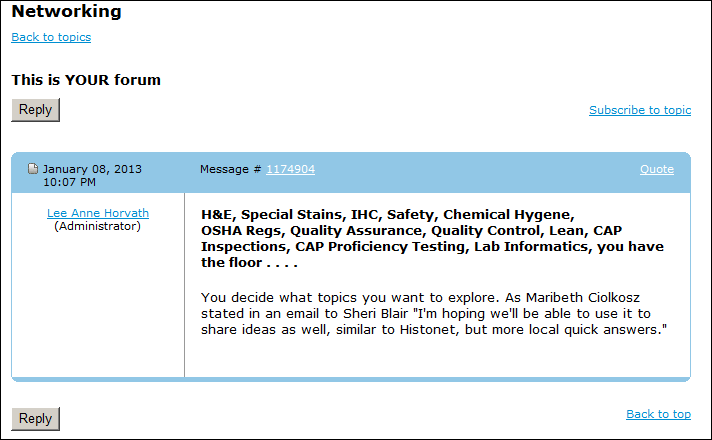 Networking
Back to topics
This is YOUR forum
Reply
Subscribe to topic
January 08, 2013
10:07 PM
Message # 1174904
Quote
Lee Anne Horvath
(Administrator)
H&E, Special Stains, IHC, Safety, Chemical Hygene,
OSHA Regs, Quality Assurance, Quality Control, Lean, CAP
Inspections, CAP Proficiency Testing, Lab Informatics, you have
the floor . . . .
You decide what topics you want to explore. As Maribeth Ciolkosz
stated in an email to Sheri Blair "I'm hoping we'll be able to use it to
share ideas as well, similar to Histonet, but more local quick answers."
Reply
Back to top